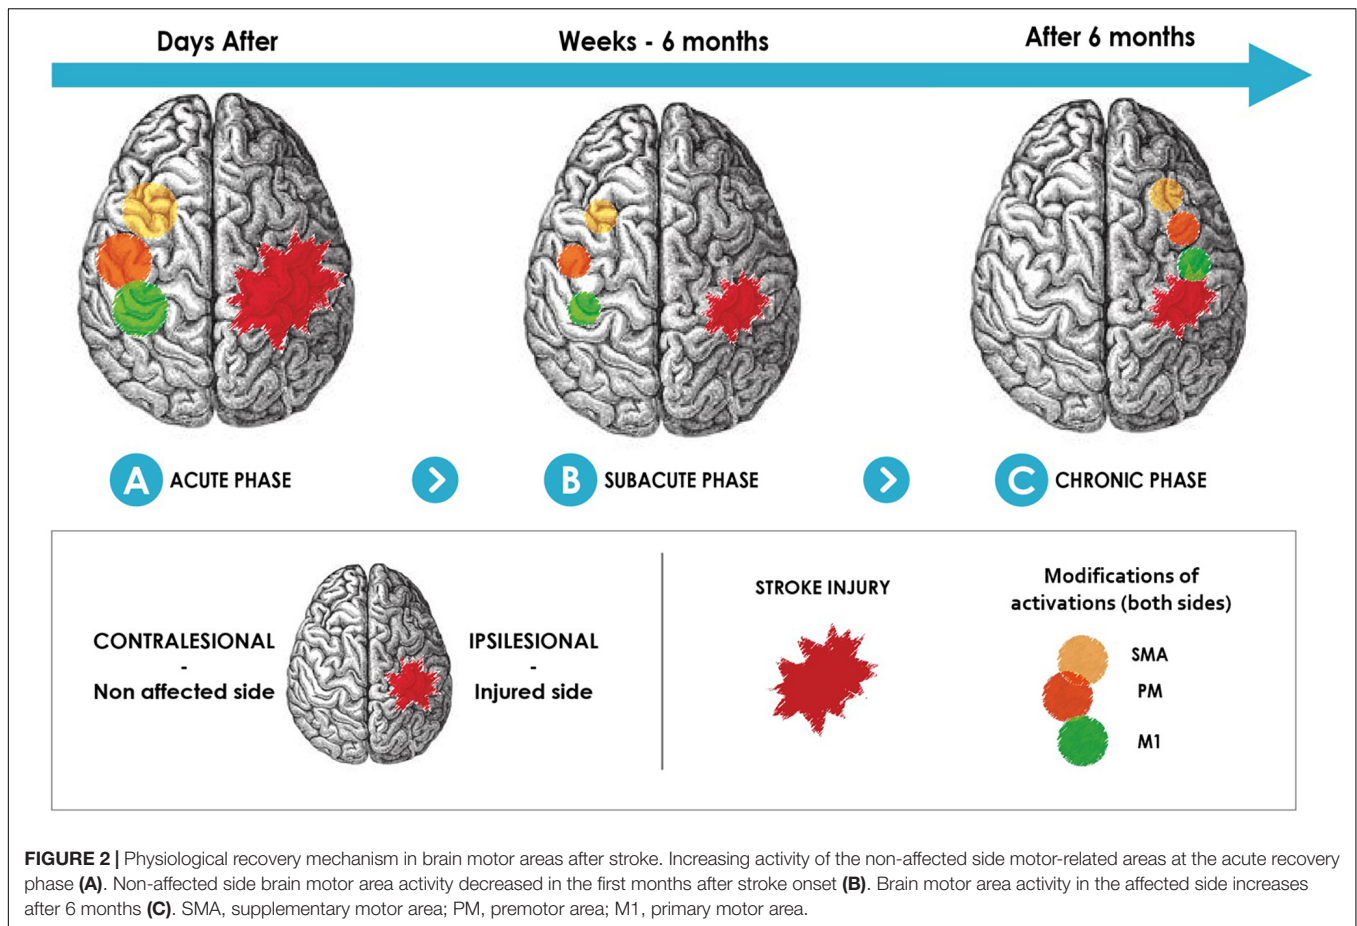 Days After
Weeks - 6 months
After 6 months
A ACUTE PHASE
B SUBACUTE PHASE
C CHRONIC PHASE
CONTRALESIONAL
-
Non affected side
IPSILESIONAL
-
Injured side
STROKE INJURY
Modifications of
activations (both sides)
SMA
PM
M1
FIGURE 2 | Physiological recovery mechanism in brain motor areas after stroke. Increasing activity of the non-affected side motor-related areas at the acute recovery
phase (A). Non-affected side brain motor area activity decreased in the first months after stroke onset (B). Brain motor area activity in the affected side increases
after 6 months (C). SMA, supplementary motor area; PM, premotor area; M1, primary motor area.